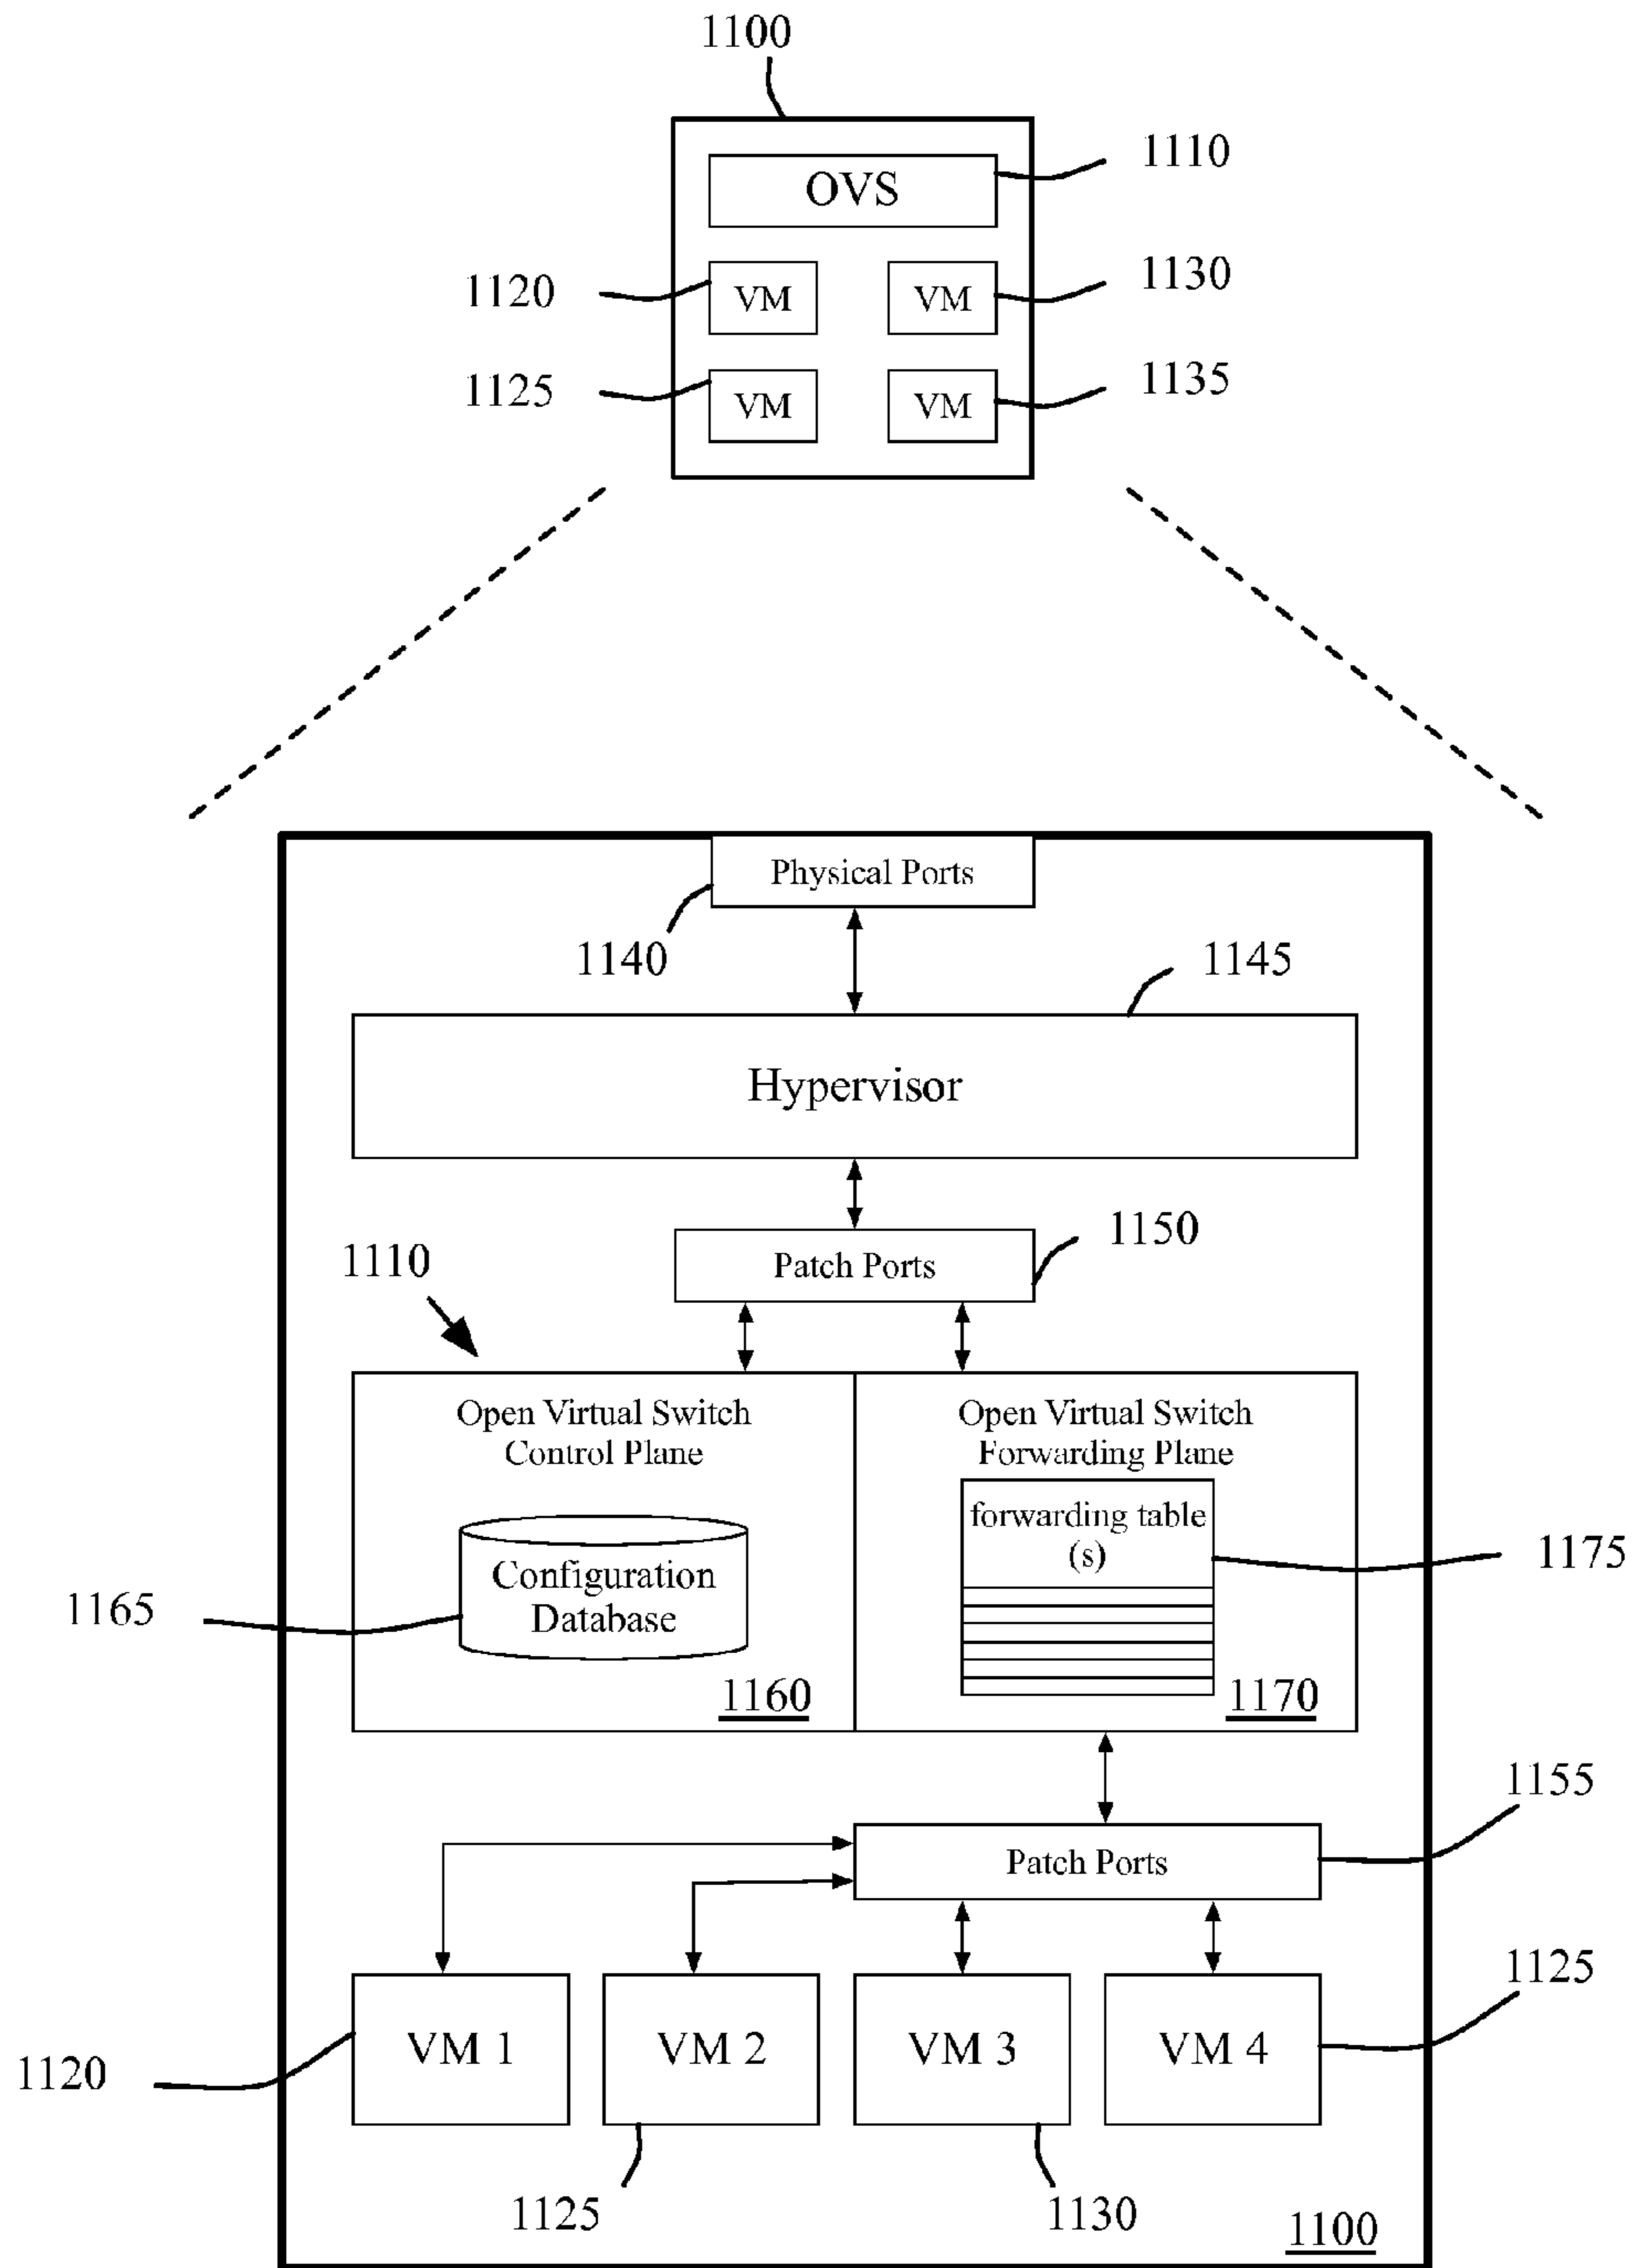 1100
1110
OVS
1120
VM
VM
1130
1125
VM
VM
1135
Physical Ports
1140
1145
Hypervisor
1150
Patch Ports
1110
Open Virtual Switch
Control Plane
Open Virtual Switch
Forwarding Plane
forwarding table
(s)
1175
Configuration
Database
1165
1160
1170
1155
Patch Ports
1125
VM 1
VM 2
VM 3
VM 4
1120
1125
1130
1100